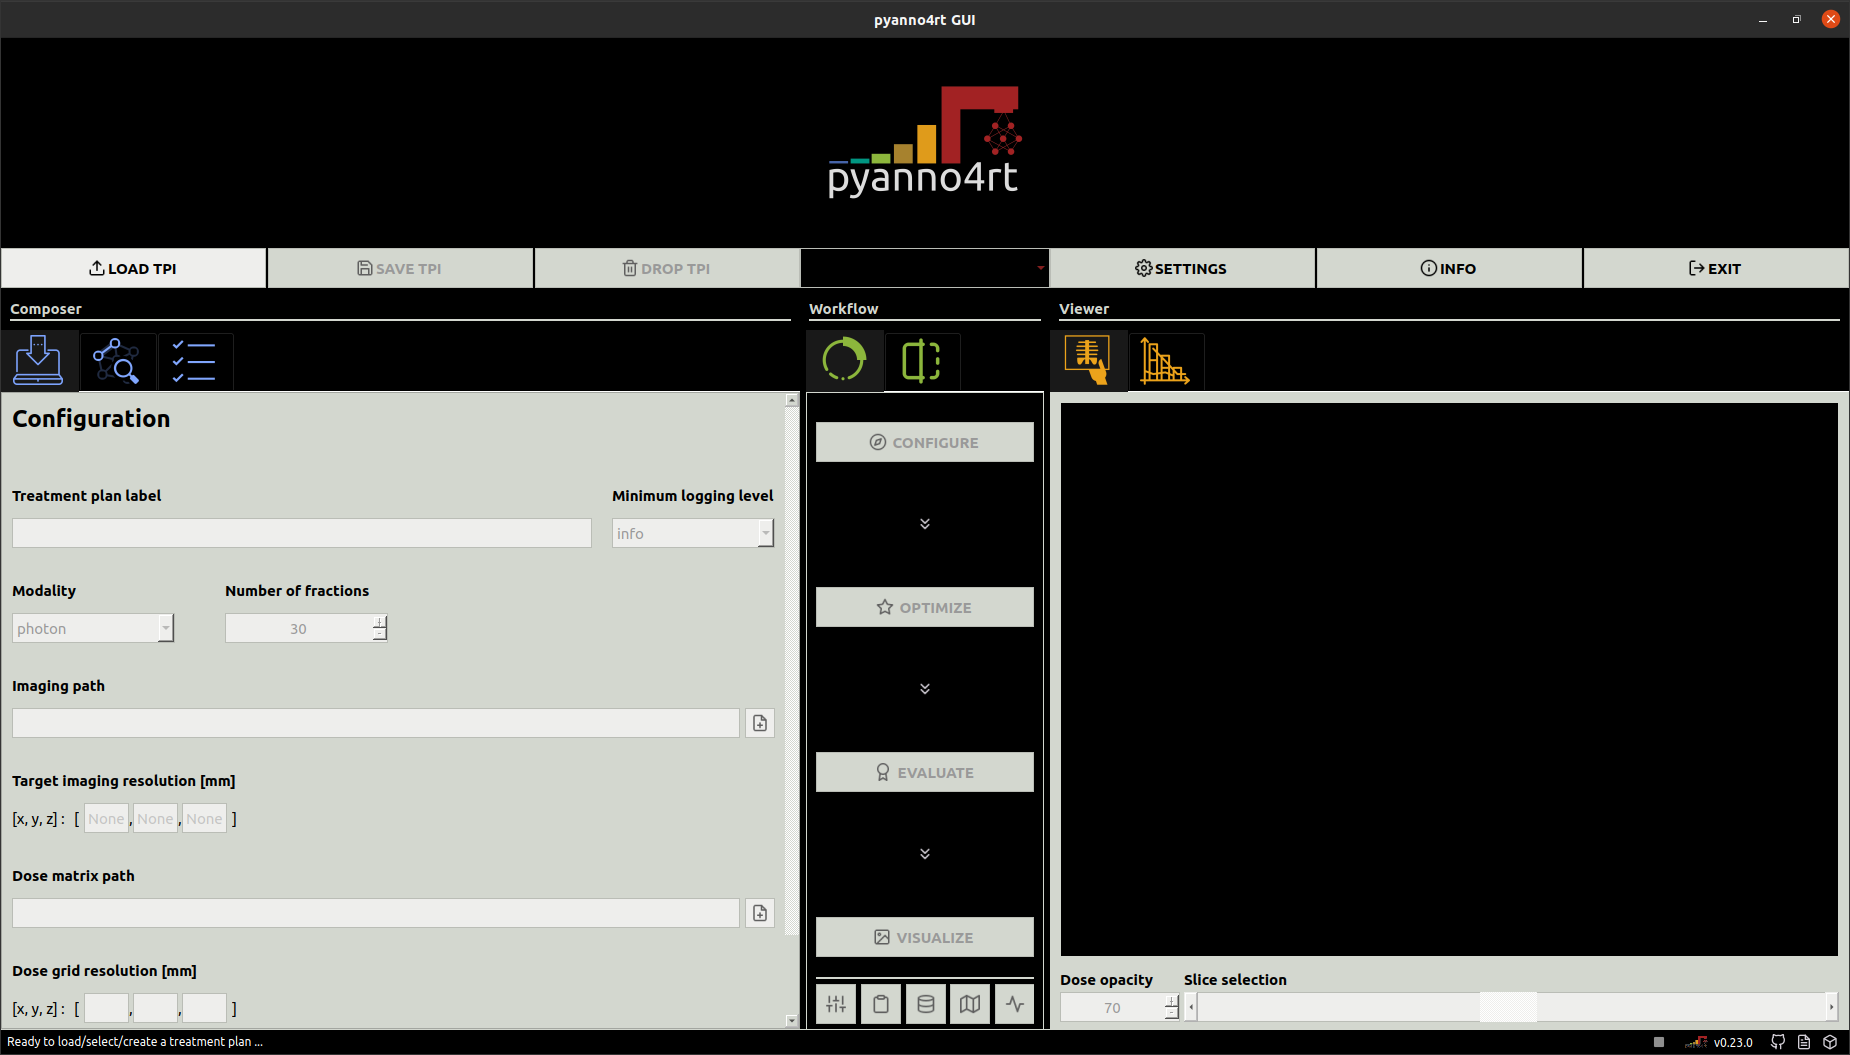 pyanno4rt GUI
pyanno4rt
LOAD TPI
SAVE TPI
DROP TPI
SETTINGS
INFO
EXIT
Composer
Workflow
Viewer
Configuration
Treatment plan label
Minimum logging level
info
Modality
Number of fractions
photon
30
Imaging path
Target imaging resolution [mm]
[x, y, z] : [ None , None , None ]
Dose matrix path
Dose grid resolution [mm]
[x, y, z] : [ , , ]
CONFIGURE
OPTIMIZE
EVALUATE
VISUALIZE
Dose opacity
Slice selection
70
Ready to load/select/create a treatment plan ...
v0.23.0